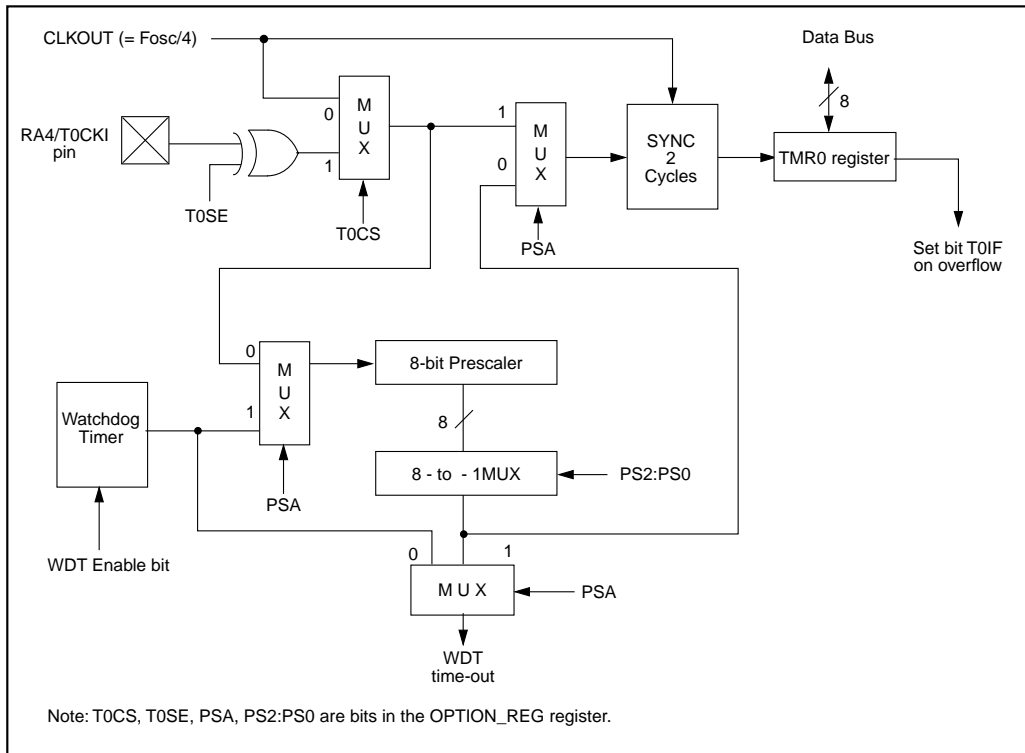 CLKOUT (= Fosc/4)
Data Bus
8
RA4/T0CKI
pin
T0SE
0
1
M
U
X
T0CS
1
0
M
U
X
PSA
SYNC
2
Cycles
TMR0 register
Set bit T0IF
on overflow
0
1
M
U
X
PSA
8-bit Prescaler
8
Watchdog
Timer
WDT Enable bit
8 - to - 1MUX
PS2:PS0
0
1
M U X
PSA
WDT
time-out
Note: T0CS, T0SE, PSA, PS2:PS0 are bits in the OPTION_REG register.